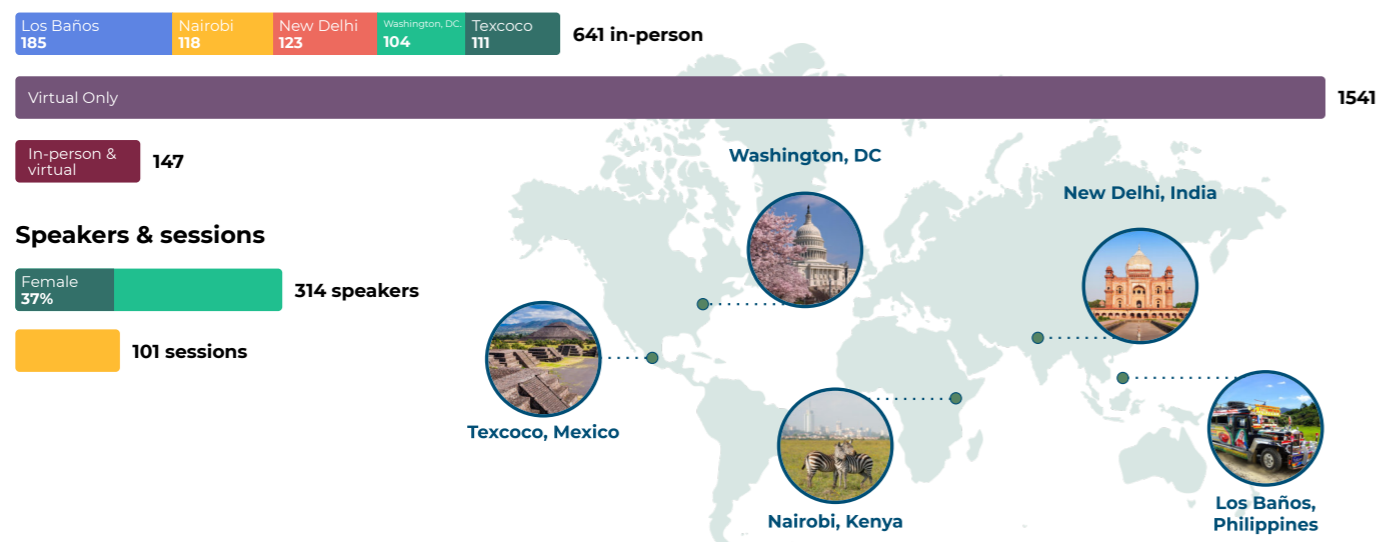 Los Baños
185
Nairobi
118
New Delhi
123
Washington, DC.
104
Texcoco
111
641 in-person
Virtual Only
1541
In-person &
virtual
147
Washington, DC
New Delhi, India
Speakers & sessions
Female
37%
314 speakers
101 sessions
Texcoco, Mexico
Nairobi, Kenya
Los Baños,
Philippines